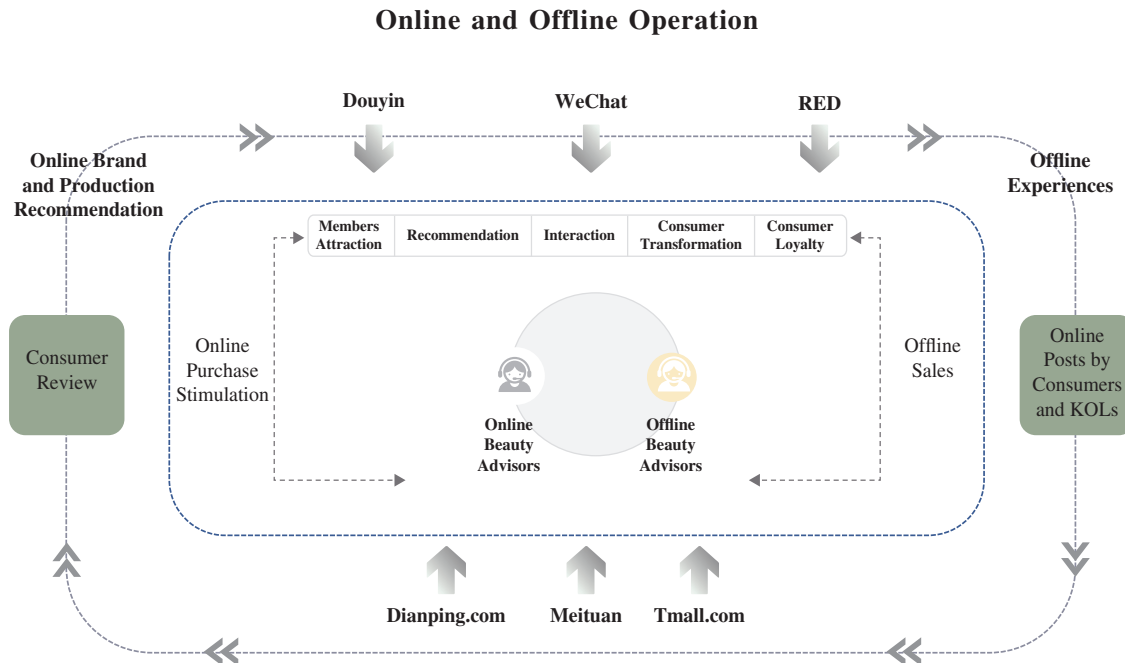 Online and Offline Operation
Douyin
WeChat
RED
Online Brand
and Production
Recommendation
Offline
Experiences
Members
Attraction
Recommendation
Interaction
Consumer
Transformation
Consumer
Loyalty
Consumer
Review
Online
Purchase
Stimulation
Offline
Sales
Online
Posts by
Consumers
and KOLs
Online
Beauty
Advisors
Offline
Beauty
Advisors
Dianping.com
Meituan
Tmall.com